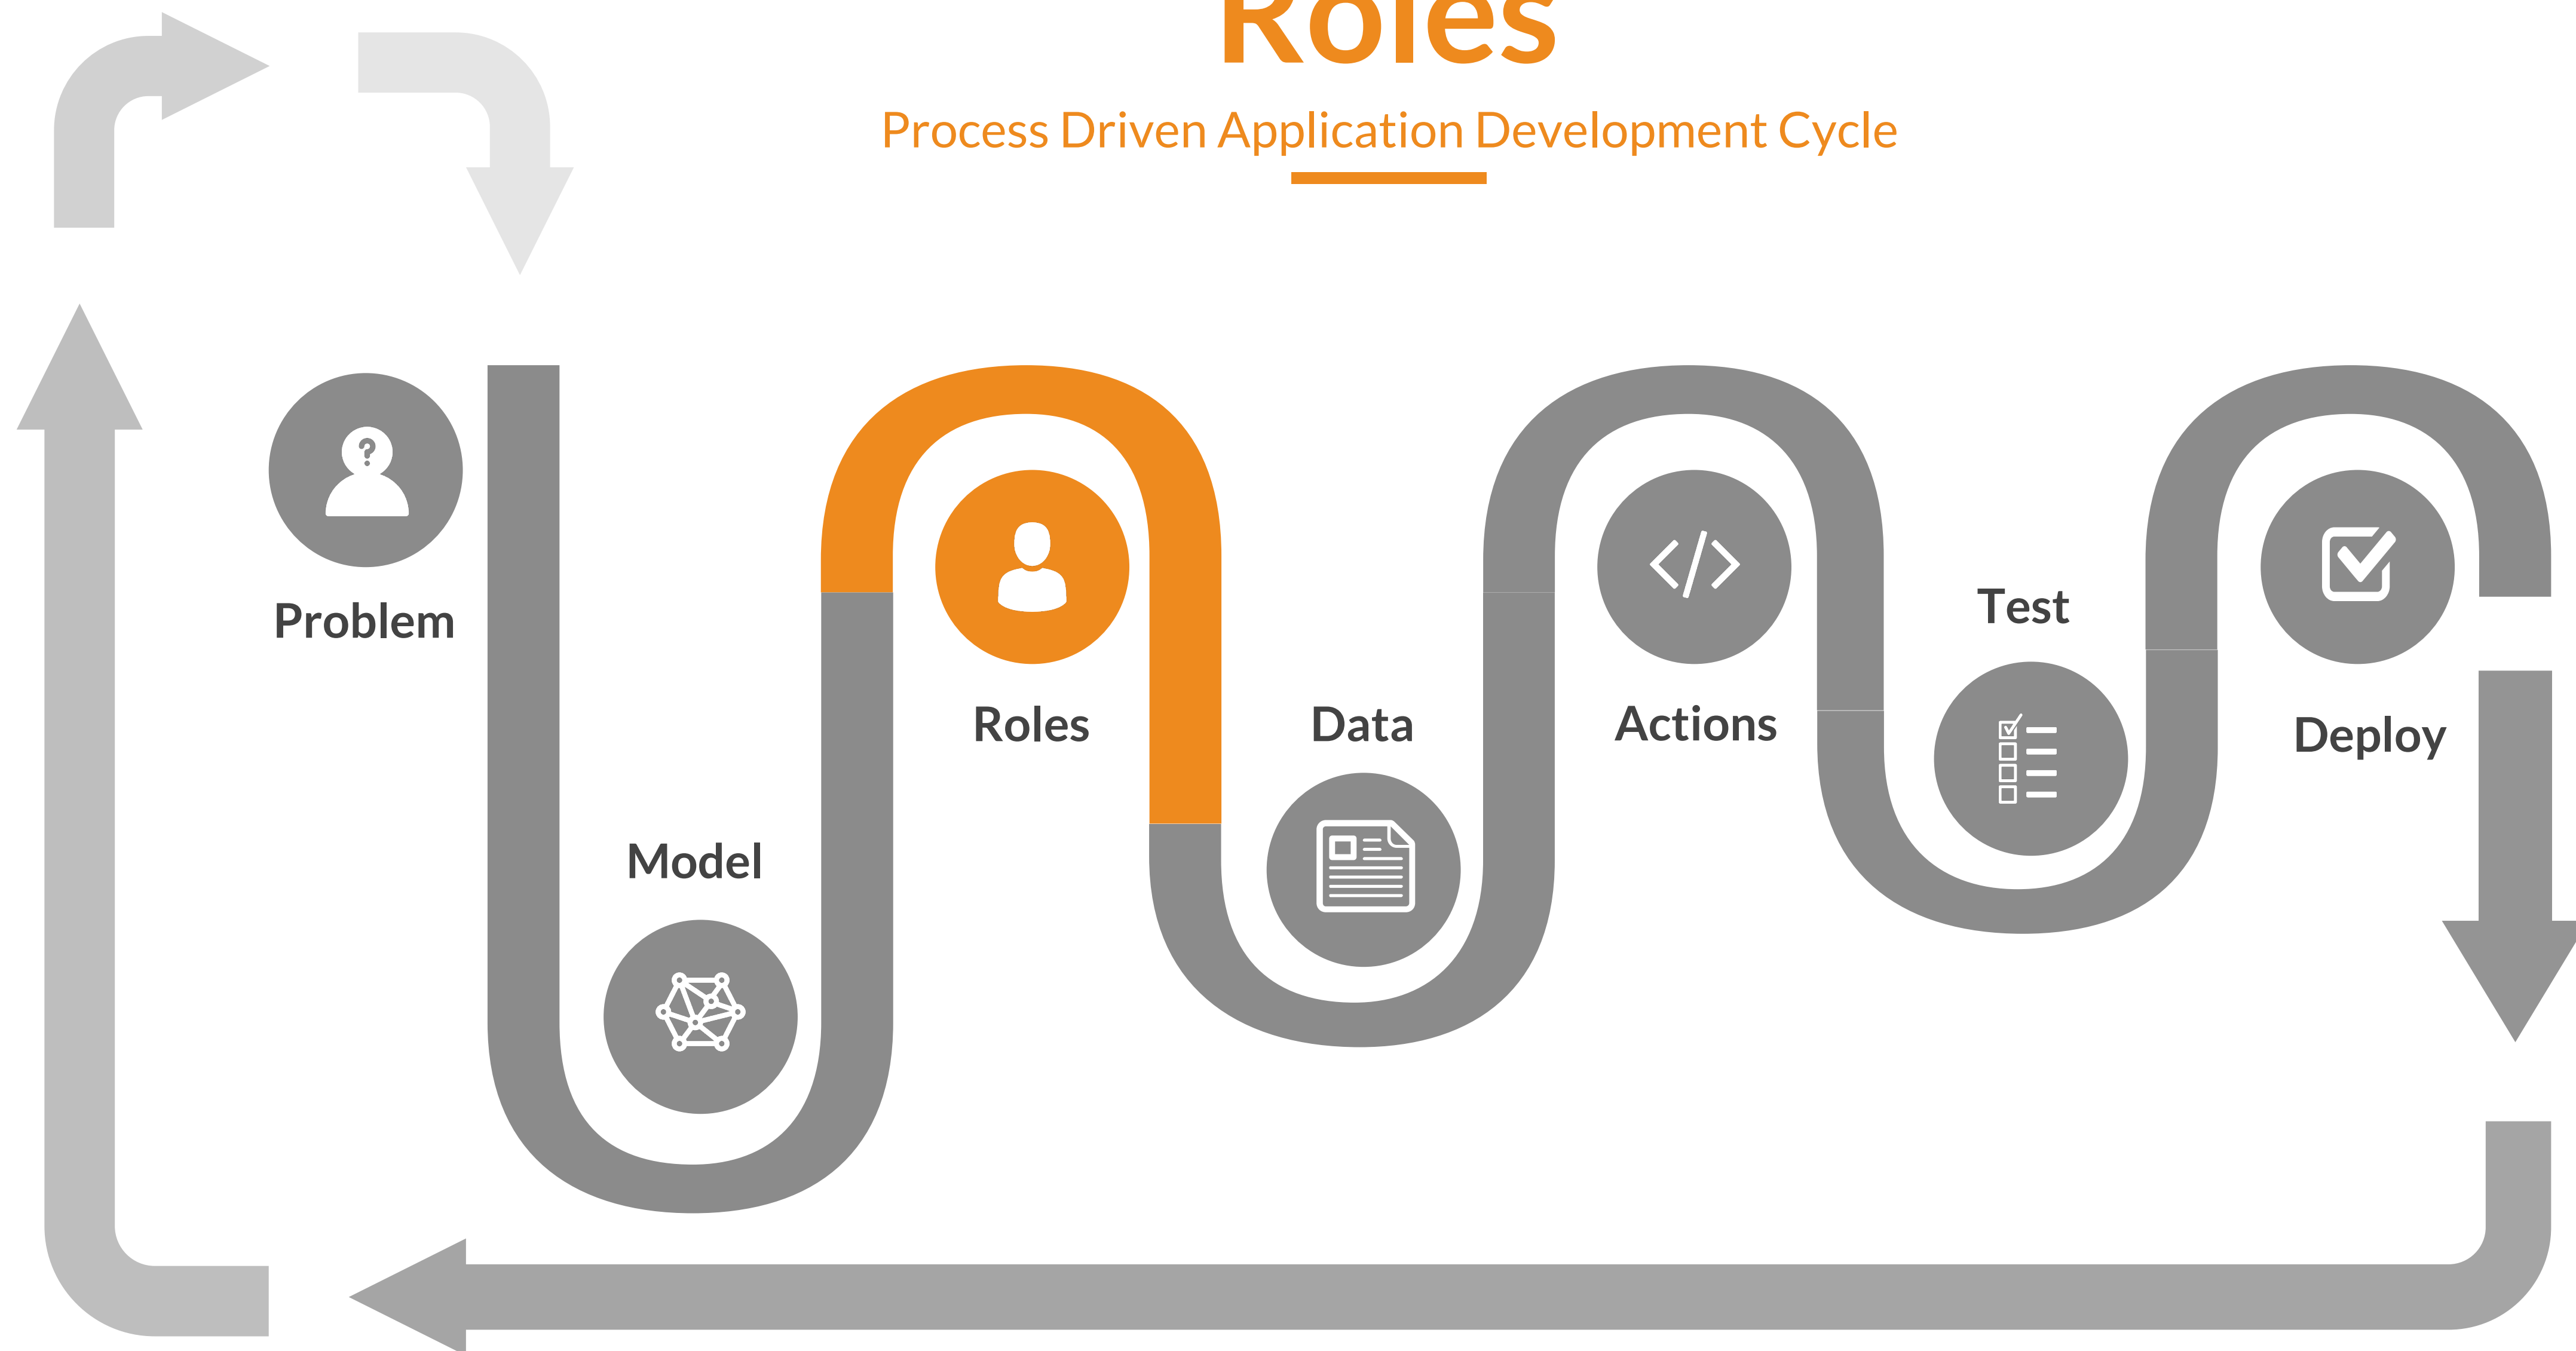 Roles
Process Driven Application Development Cycle
Problem
Model
Roles
Data
Actions
Test
Deploy